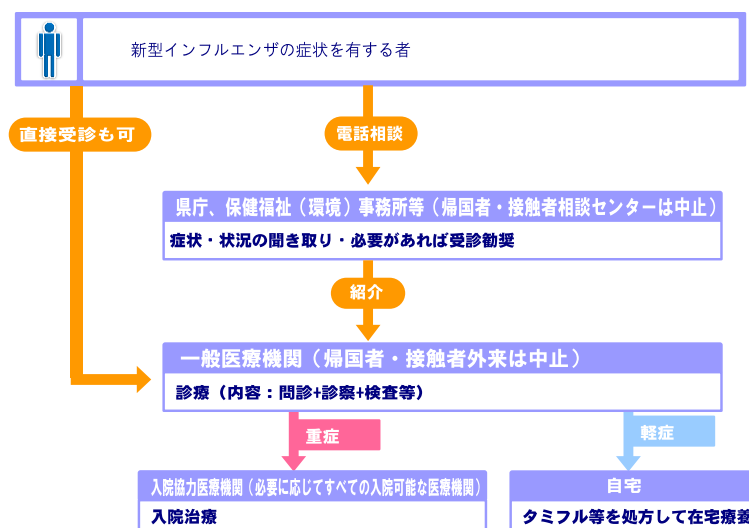 新型インフルエンザの症状を有する者
直接受診も可
電話相談
県庁、保健福祉（環境）事務所等（帰国者・接触者相談センターは中止）
症状・状況の聞き取り・必要があれば受診勧奨
紹介
一般医療機関（帰国者・接触者外来は中止）
診療（内容：問診+診察+検査等）
重症
軽症
入院協力医療機関（必要に応じてすべての入院可能な医療機関）
入院治療
自宅
タミフル等を処方して在宅療養